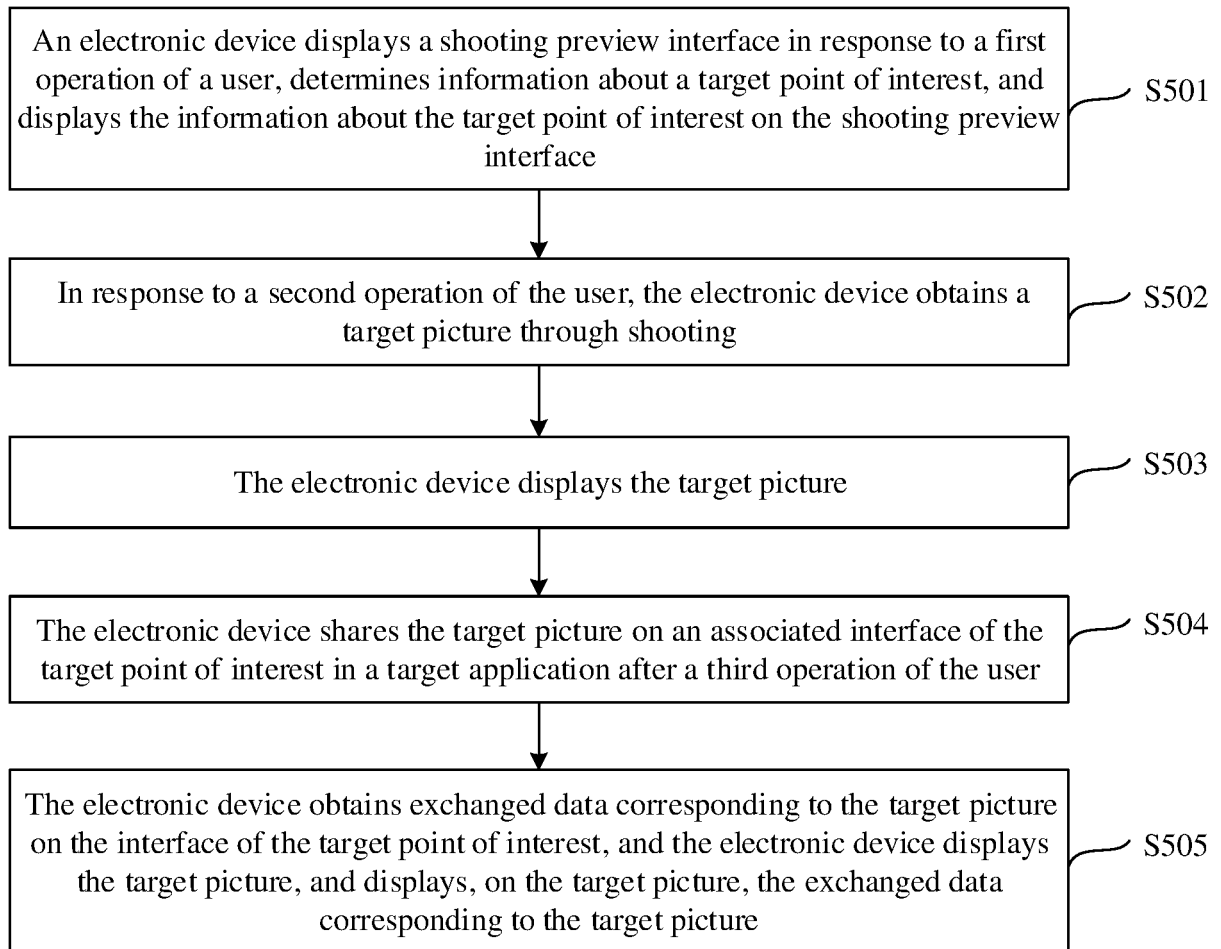 An electronic device displays a shooting preview interface in response to a first
operation of a user, determines information about a target point of interest, and
displays the information about the target point of interest on the shooting preview
interface
S501
In response to a second operation of the user, the electronic device obtains a
target picture through shooting
S502
The electronic device displays the target picture
S503
The electronic device shares the target picture on an associated interface of the
target point of interest in a target application after a third operation of the user
S504
The electronic device obtains exchanged data corresponding to the target picture
on the interface of the target point of interest, and the electronic device displays
the target picture, and displays, on the target picture, the exchanged data
corresponding to the target picture
S505